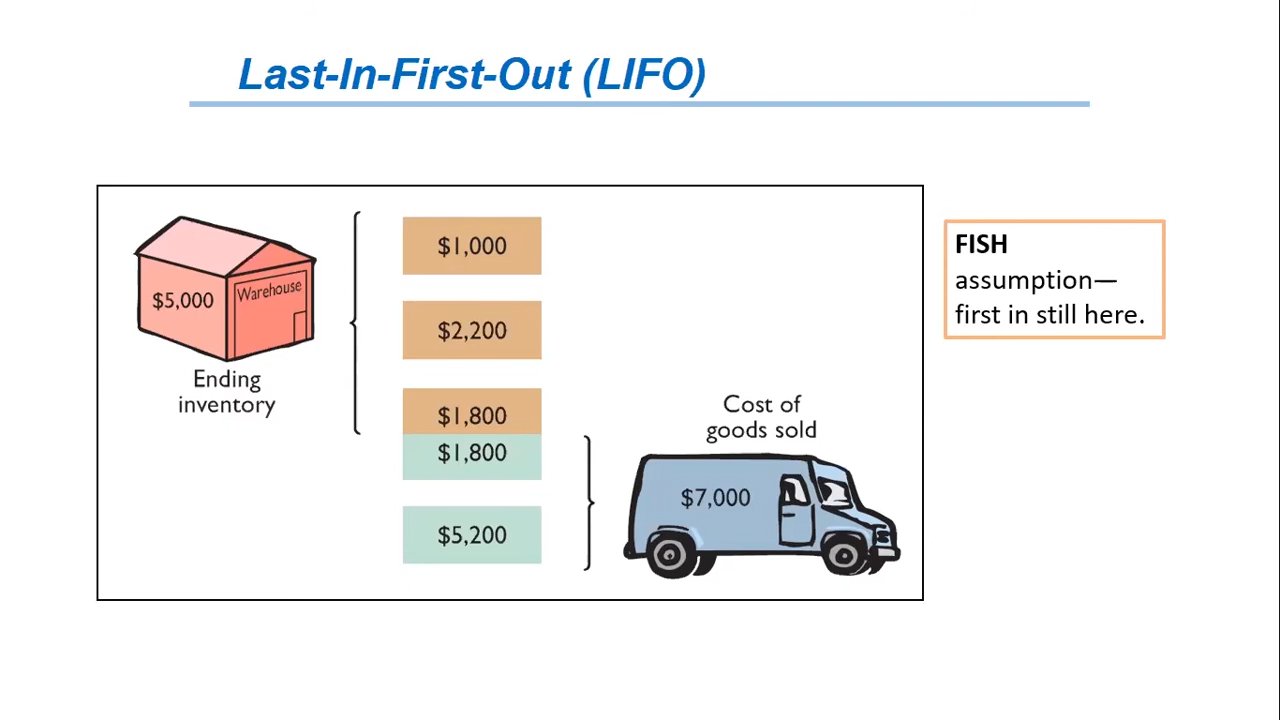 Last-In-First-Out (LIFO)
$5,000
Warehouse
Ending
inventory
$1,000
$2,200
$1,800
$1,800
$5,200
Cost of
goods sold
$7,000
FISH
assumption—
first in still here.